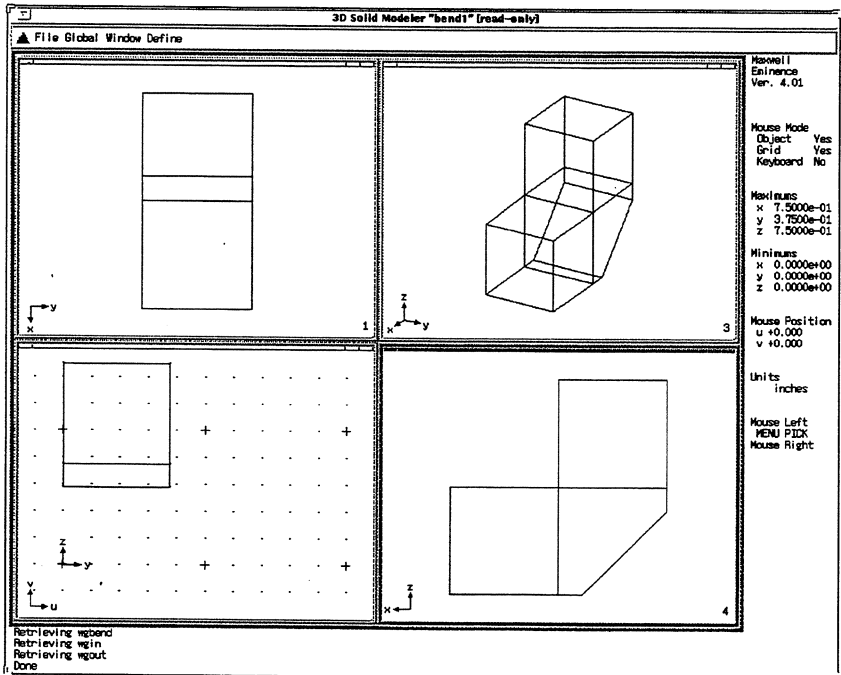 3D Solid Modeler "bend1" [read-only]
File Global Window Define
Maxwell
Eminence
Ver. 4.01
Mouse Mode
Object Yes
Grid Yes
Keyboard No
Maximums
x 7.5000e-01
y 3.7500e-01
z 7.5000e-01
Minimums
x 0.0000e+00
y 0.0000e+00
z 0.0000e+00
Mouse Position
u +0.000
v +0.000
Units
inches
Mouse Left
MENU PICK
Mouse Right
y
x
1
z
x
y
3
z
y
v
u
z
x
4
Retrieving wgbend
Retrieving wgin
Retrieving wgout
Done